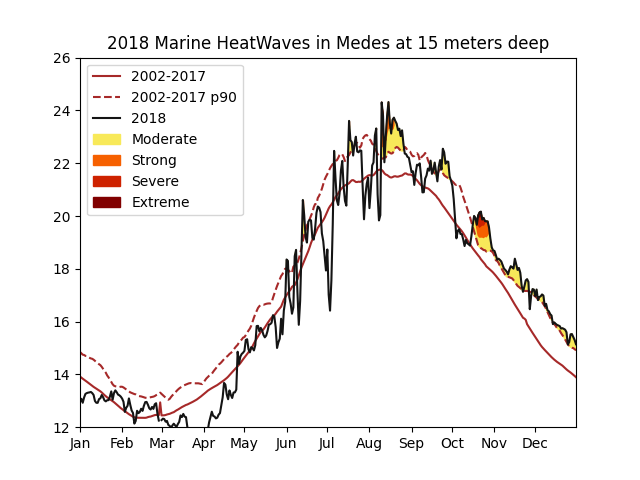 2018 Marine HeatWaves in Medes at 15 meters deep
26
24
22
20
18
16
14
12
2002-2017
2002-2017 p90
2018
Moderate
Strong
Severe
Extreme
Jan Feb Mar Apr May Jun Jul Aug Sep Oct Nov Dec